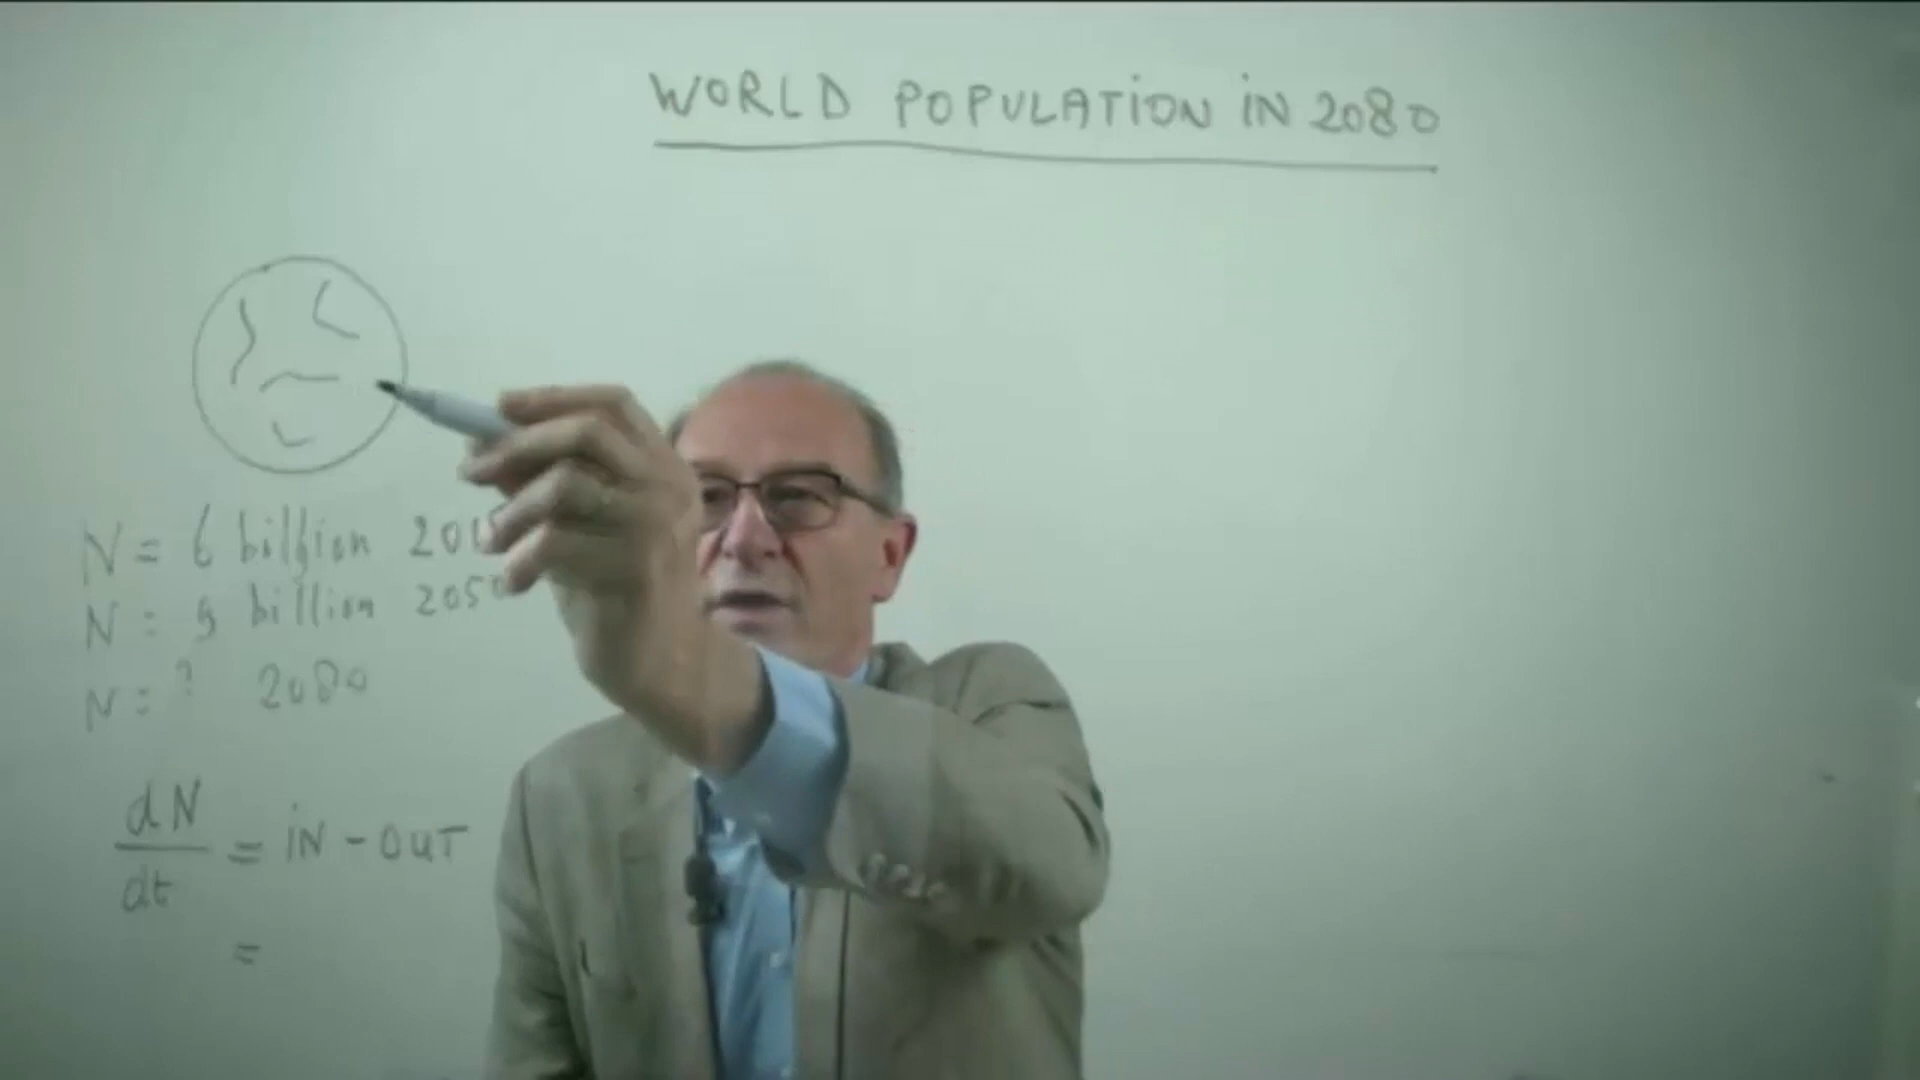 WORLD POPULATION IN 2080
N = 6 billion
N = 9 billion 2050
N = ? 2080
dN
dt
= IN - OUT
=